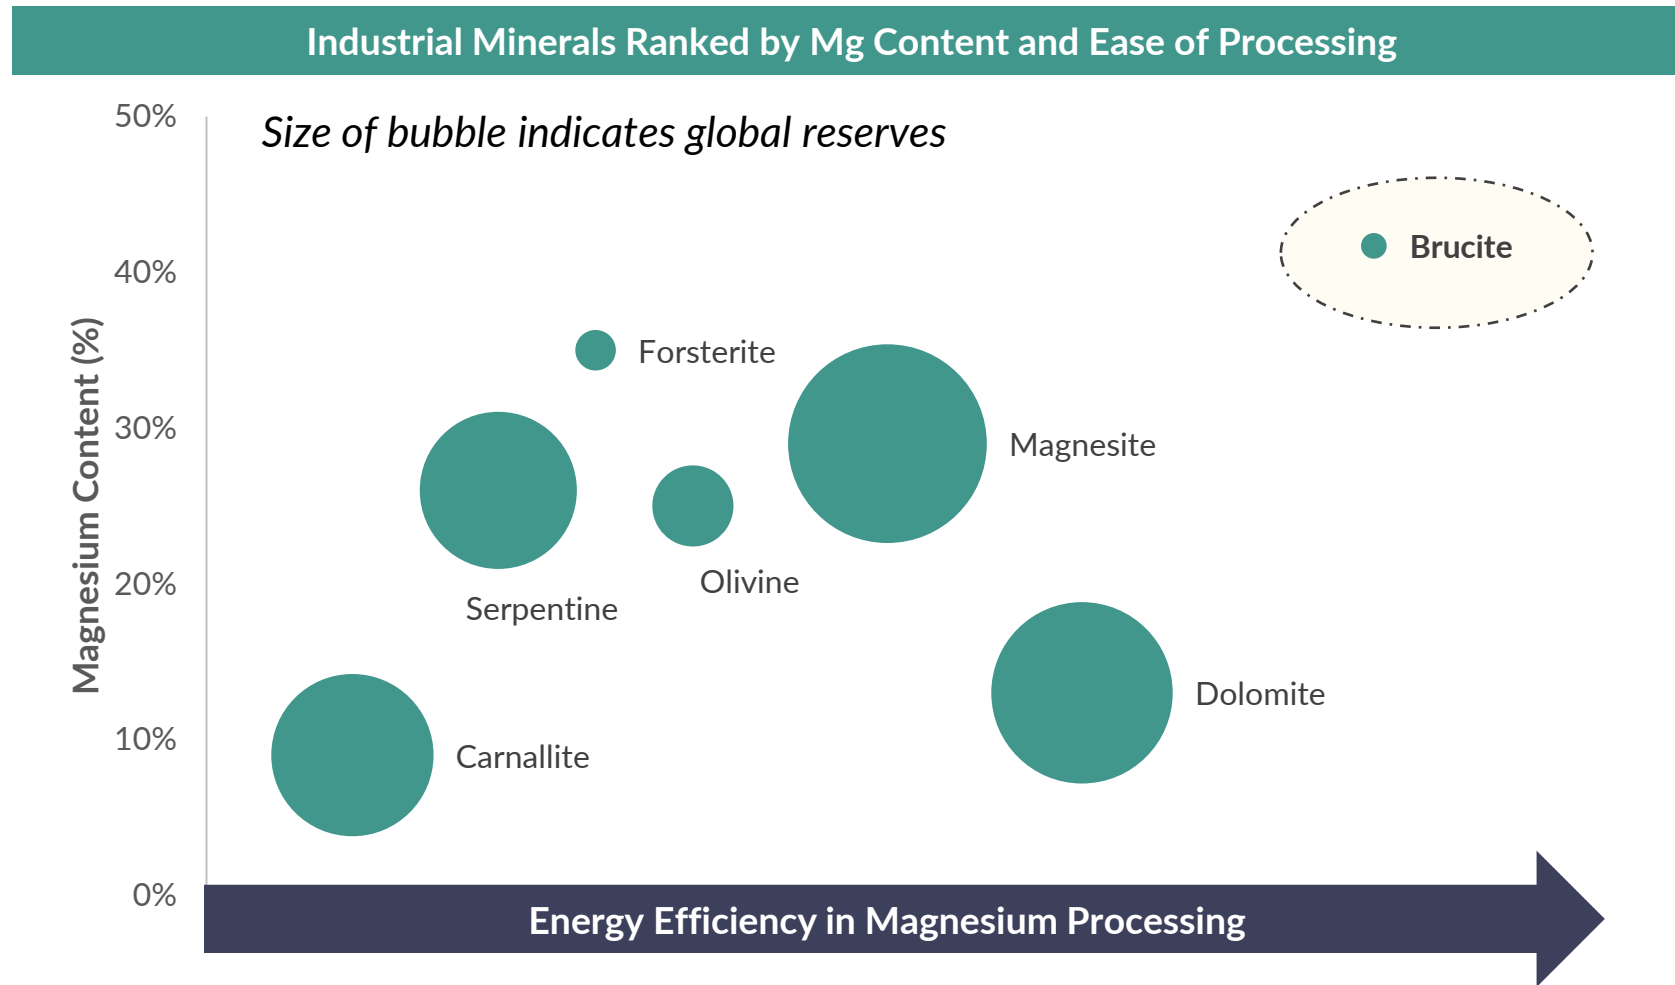 Industrial Minerals Ranked by Mg Content and Ease of Processing
Size of bubble indicates global reserves
50%
40%
30%
20%
10%
0%
Magnesium Content (%)
Brucite
Forsterite
Magnesite
Olivine
Serpentine
Dolomite
Carnallite
Energy Efficiency in Magnesium Processing